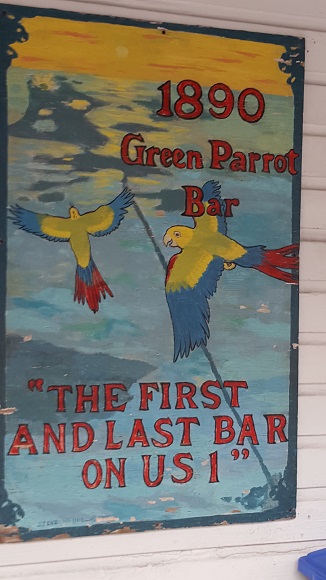 1890
Green Parrot
Bar
"THE FIRST
AND LAST BAR
ON US 1"